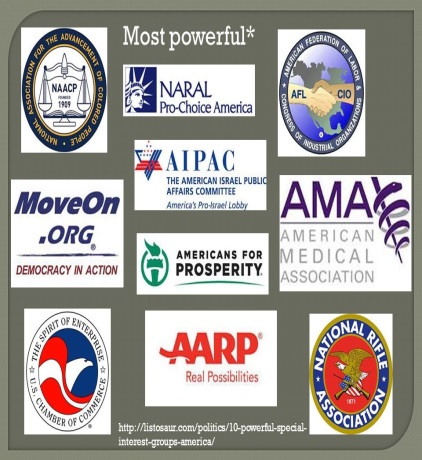 Most powerful*
NATIONAL ASSOCIATION FOR THE ADVANCEMENT OF COLORED PEOPLE
NAACP
FOUNDED
1909
NARAL
Pro-Choice America
AMERICAN FEDERATION OF LABOR &
CONGRESS OF INDUSTRIAL ORGANIZATIONS
AFL CIO
AIPAC
THE AMERICAN ISRAEL PUBLIC
AFFAIRS COMMITTEE
America's Pro-Israel Lobby
MoveOn
.ORG®
DEMOCRACY IN ACTION
AMERICANS FOR
PROSPERITY
AMA
AMERICAN
MEDICAL
ASSOCIATION
THE SPIRIT OF ENTERPRISE
U.S. CHAMBER OF COMMERCE
AARP®
Real Possibilities
NATIONAL RIFLE
ASSOCIATION
1871
http://listosaur.com/politics/10-powerful-special-
interest-groups-america/